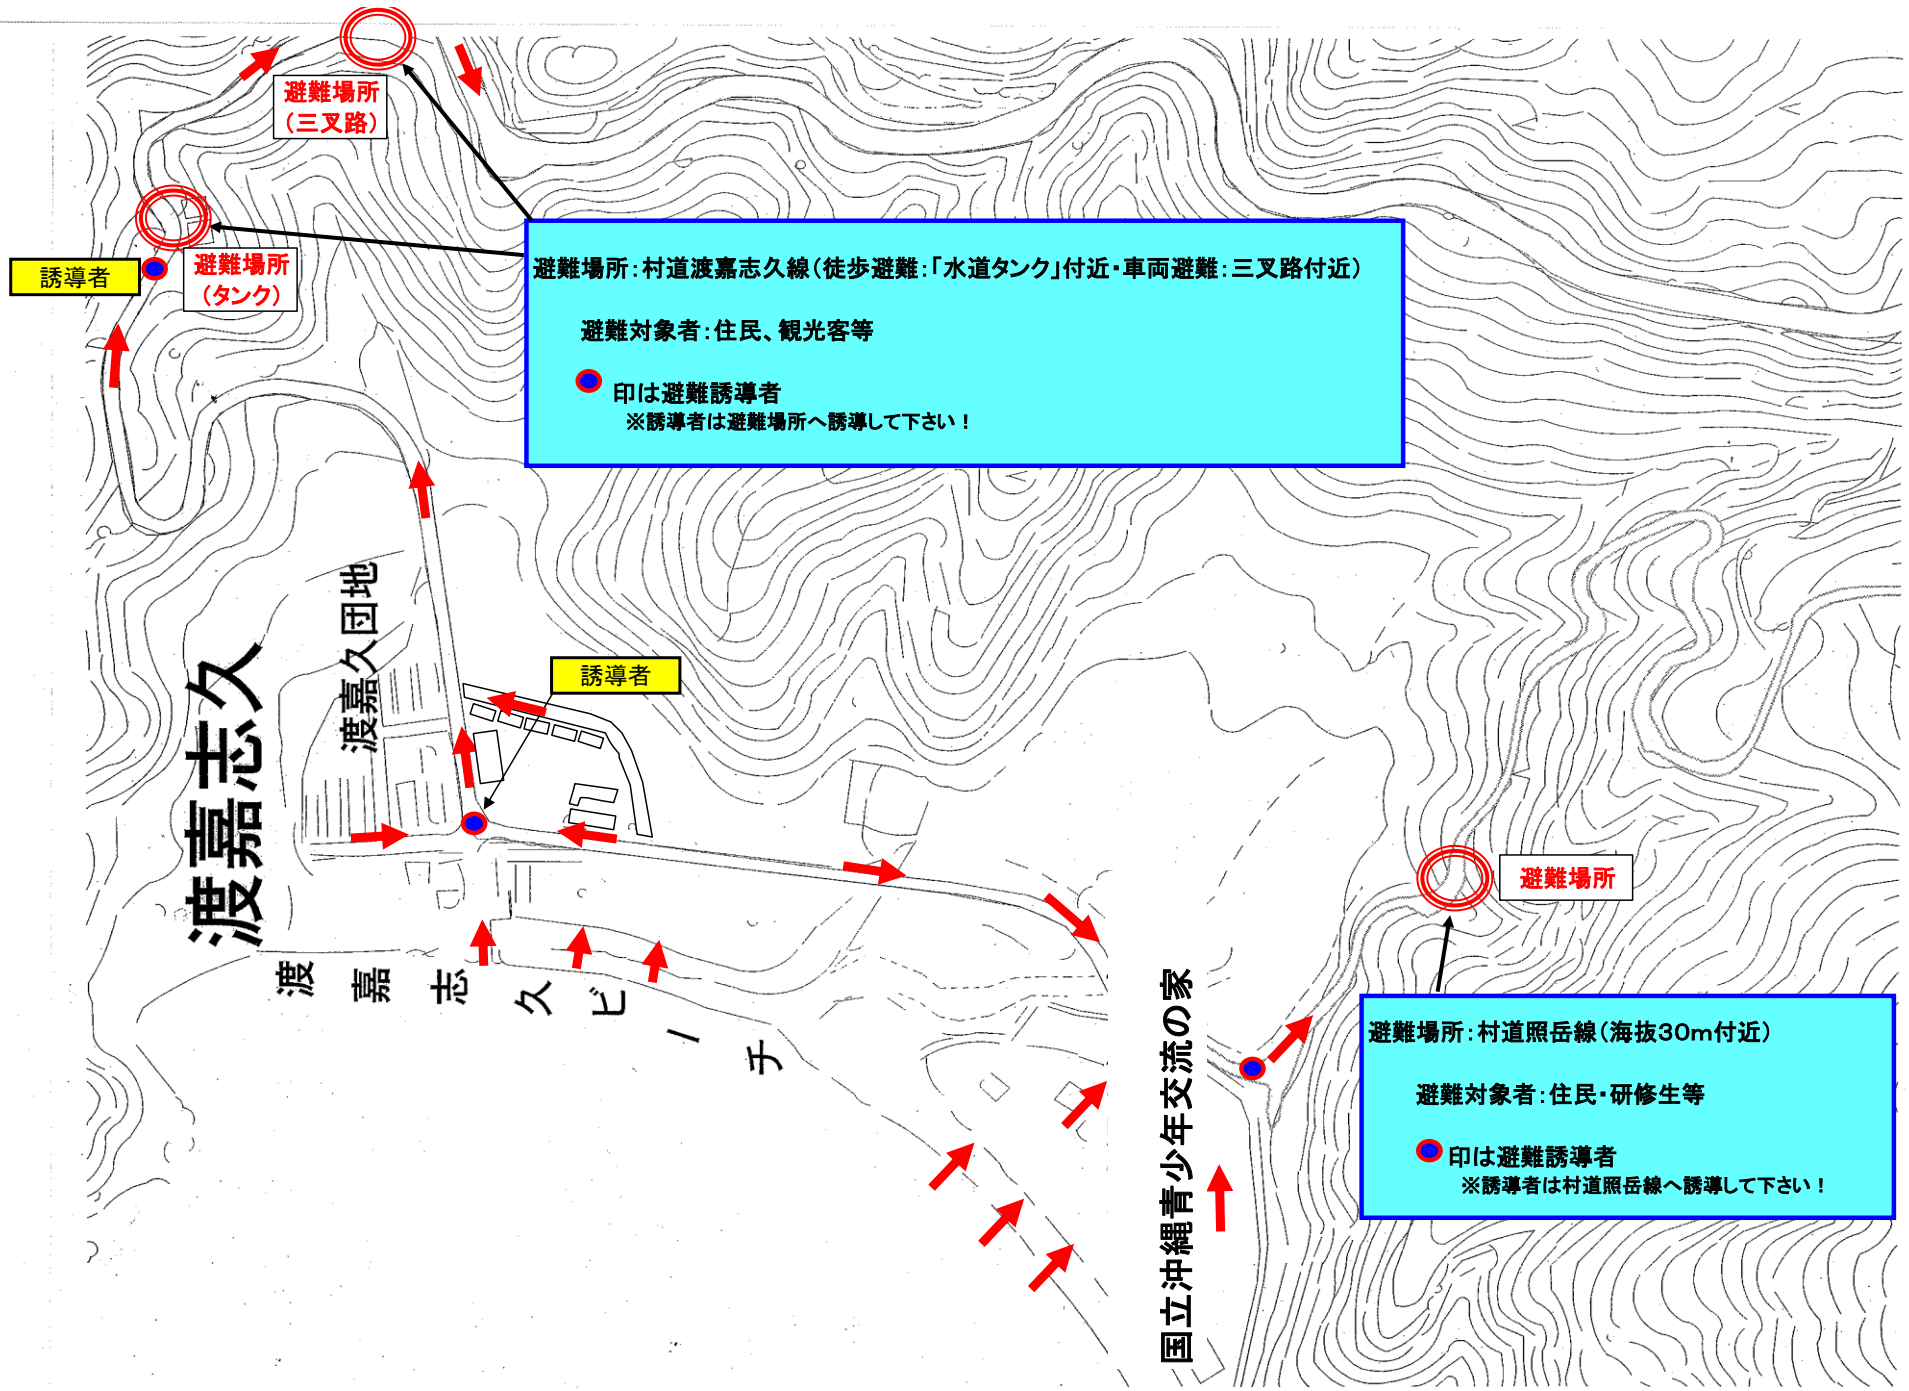 避難場所
（三叉路）
誘導者
避難場所
（タンク）
避難場所：村道渡嘉志久線（徒歩避難：「水道タンク」付近・車両避難：三叉路付近）
避難対象者：住民、観光客等
印は避難誘導者
※誘導者は避難場所へ誘導して下さい！
渡嘉志久
渡嘉久団地
誘導者
渡嘉志久ビーチ
国立沖縄青少年交流の家
避難場所
避難場所：村道照岳線（海抜30m付近）
避難対象者：住民・研修生等
印は避難誘導者
※誘導者は村道照岳線へ誘導して下さい！